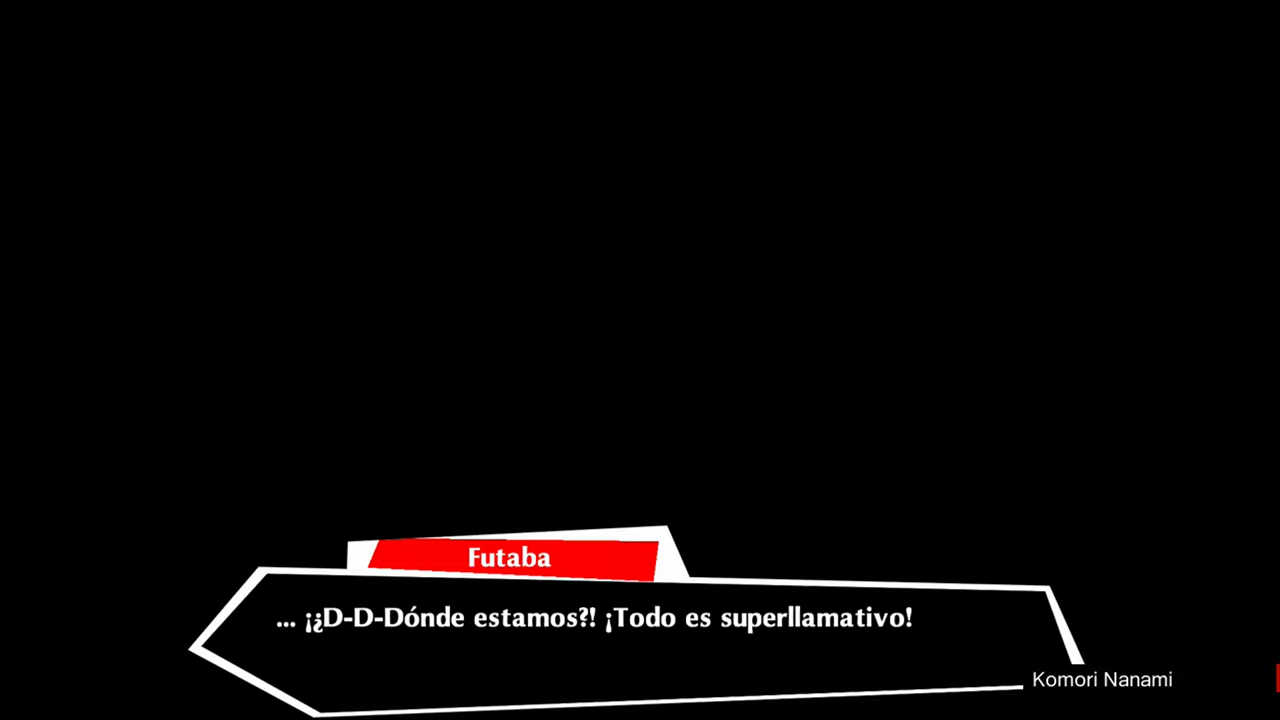 Futaba
... ¡¿D-D-Dónde estamos?! ¡Todo es superllamativo!
Komori Nanami